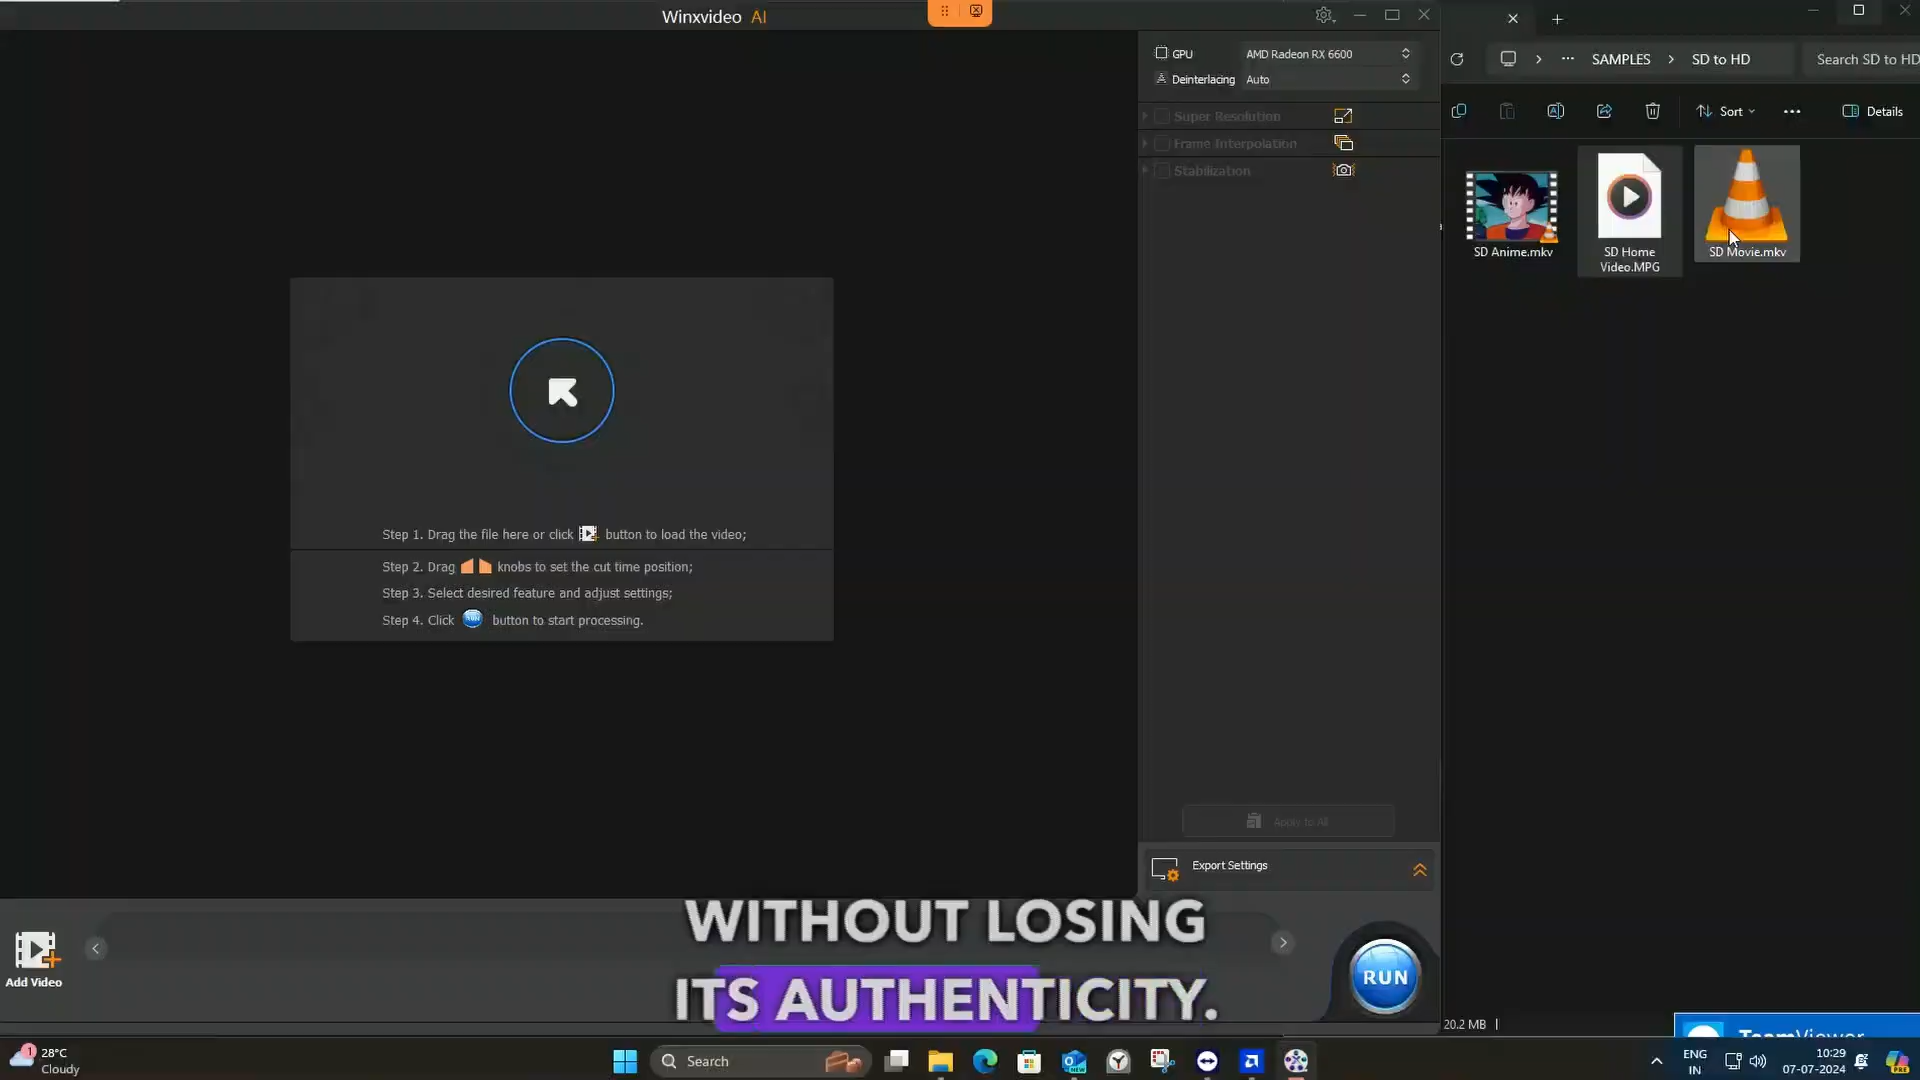 Winxvideo AI
GPU
AMD Radeon RX 6600
Deinterlacing
Auto
Super Resolution
Frame Interpolation
Stabilization
Step 1. Drag the file here or click button to load the video;
Step 2. Drag knobs to set the cut time position;
Step 3. Select desired feature and adjust settings;
Step 4. Click RUN button to start processing.
Apply to All
Export Settings
Add Video
RUN
SAMPLES
SD to HD
Search SD to HD
Sort
Details
SD Anime.mkv
SD Home
Video.MPG
SD Movie.mkv
20.2 MB
WITHOUT LOSING
ITS AUTHENTICITY.
TeamViewer
1
28°C
Cloudy
Search
NEW
ENG
IN
10:29
07-07-2024
PRE